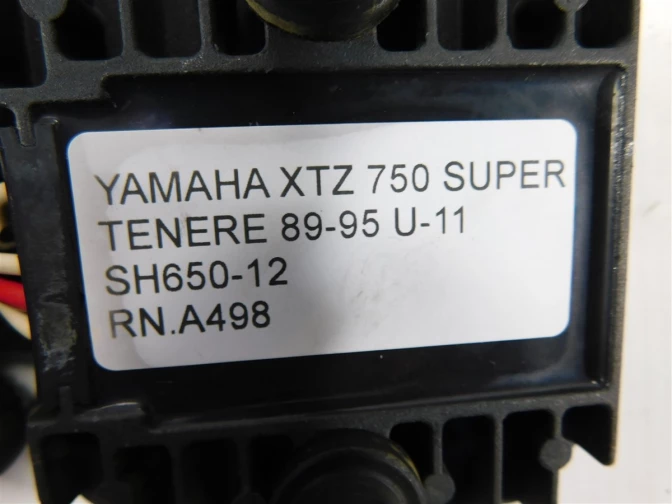 YAMAHA XTZ 750 SUPER
TENERE 89-95 U-11
SH650-12
RN.A498